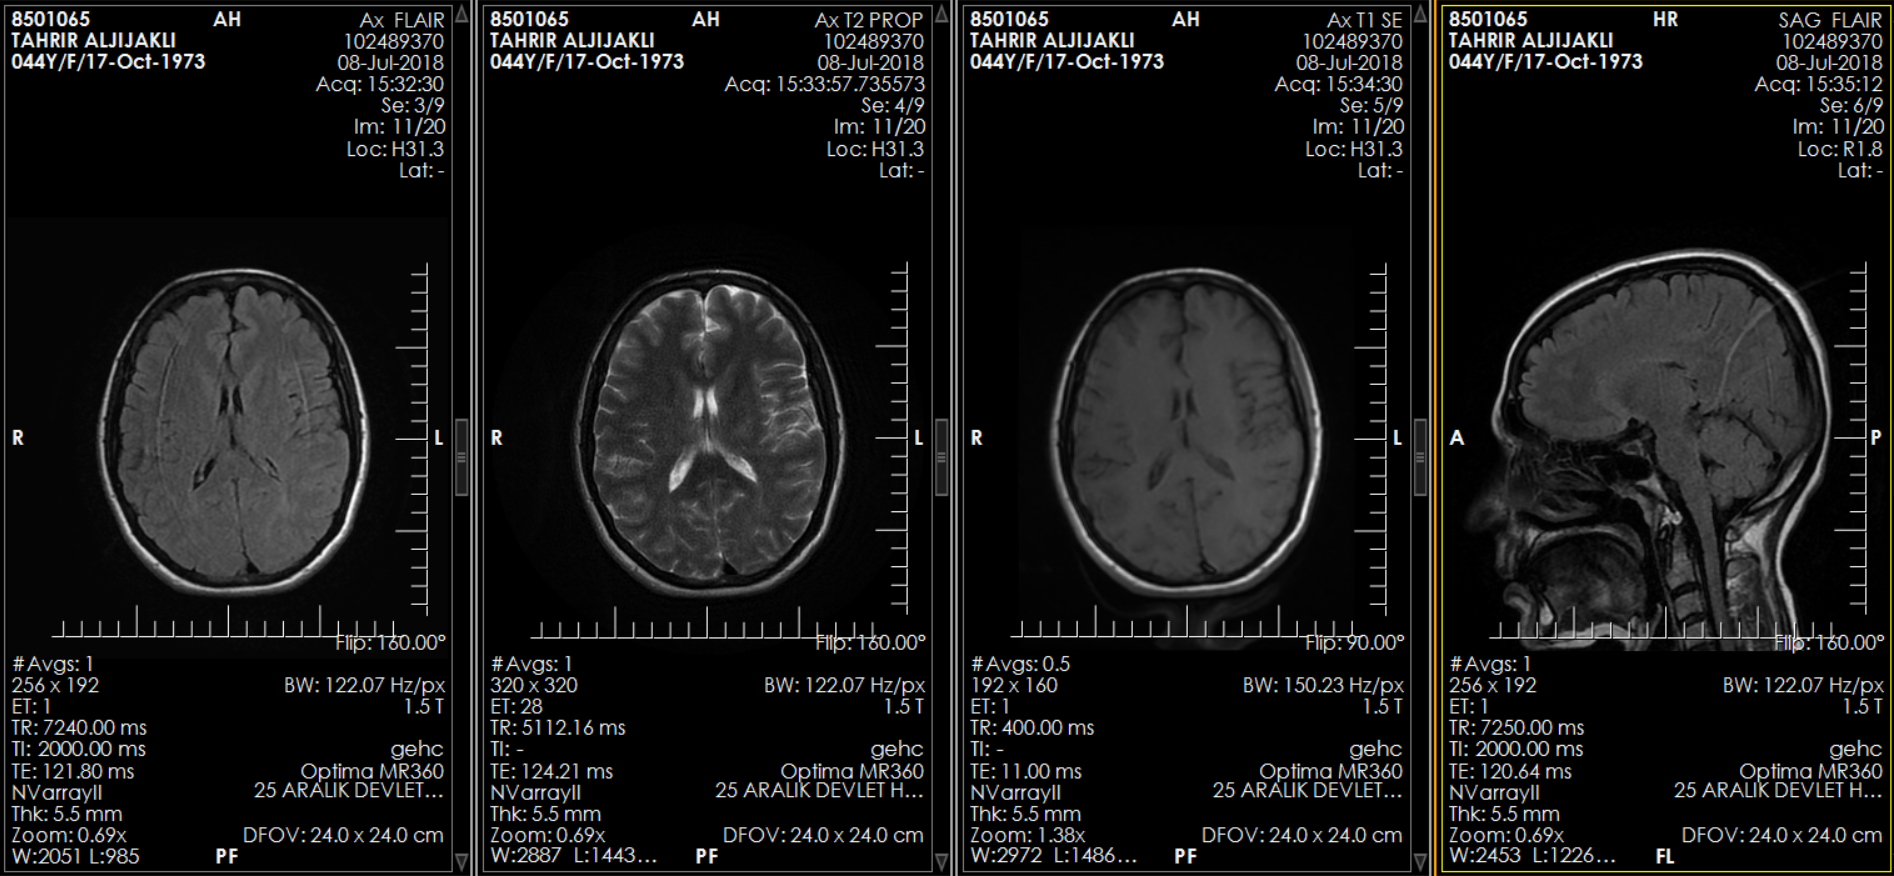 8501065 AH Ax FLAIR
TAHRIR ALJIJAKLI 102489370
044Y/F/17-Oct-1973 08-Jul-2018
Acq: 15:32:30
Se: 3/9
Im: 11/20
Loc: H31.3
Lat: -
R L
Flip: 160.00°
#Avgs: 1
256 x 192 BW: 122.07 Hz/px
ET: 1 1.5 T
TR: 7240.00 ms
TI: 2000.00 ms gehc
TE: 121.80 ms Optima MR360
NVarrayII 25 ARALIK DEVLET...
Thk: 5.5 mm
Zoom: 0.69x DFOV: 24.0 x 24.0 cm
W:2051 L:985 PF
8501065 AH Ax T2 PROP
TAHRIR ALJIJAKLI 102489370
044Y/F/17-Oct-1973 08-Jul-2018
Acq: 15:33:57.735573
Se: 4/9
Im: 11/20
Loc: H31.3
Lat: -
R L
Flip: 160.00°
#Avgs: 1
320 x 320 BW: 122.07 Hz/px
ET: 28 1.5 T
TR: 5112.16 ms
TI: - gehc
TE: 124.21 ms Optima MR360
NVarrayII 25 ARALIK DEVLET H...
Thk: 5.5 mm
Zoom: 0.69x DFOV: 24.0 x 24.0 cm
W:2887 L:1443... PF
8501065 AH Ax T1 SE
TAHRIR ALJIJAKLI 102489370
044Y/F/17-Oct-1973 08-Jul-2018
Acq: 15:34:30
Se: 5/9
Im: 11/20
Loc: H31.3
Lat: -
R L
Flip: 90.00°
#Avgs: 0.5
192 x 160 BW: 150.23 Hz/px
ET: 1 1.5 T
TR: 400.00 ms
TI: - gehc
TE: 11.00 ms Optima MR360
NVarrayII 25 ARALIK DEVLET...
Thk: 5.5 mm
Zoom: 1.38x DFOV: 24.0 x 24.0 cm
W:2972 L:1486... PF
8501065 HR SAG FLAIR
TAHRIR ALJIJAKLI 102489370
044Y/F/17-Oct-1973 08-Jul-2018
Acq: 15:35:12
Se: 6/9
Im: 11/20
Loc: R1.8
Lat: -
A P
Flip: 160.00°
#Avgs: 1
256 x 192 BW: 122.07 Hz/px
ET: 1 1.5 T
TR: 7250.00 ms
TI: 2000.00 ms gehc
TE: 120.64 ms Optima MR360
NVarrayII 25 ARALIK DEVLET H...
Thk: 5.5 mm
Zoom: 0.69x DFOV: 24.0 x 24.0 cm
W:2453 L:1226... FL